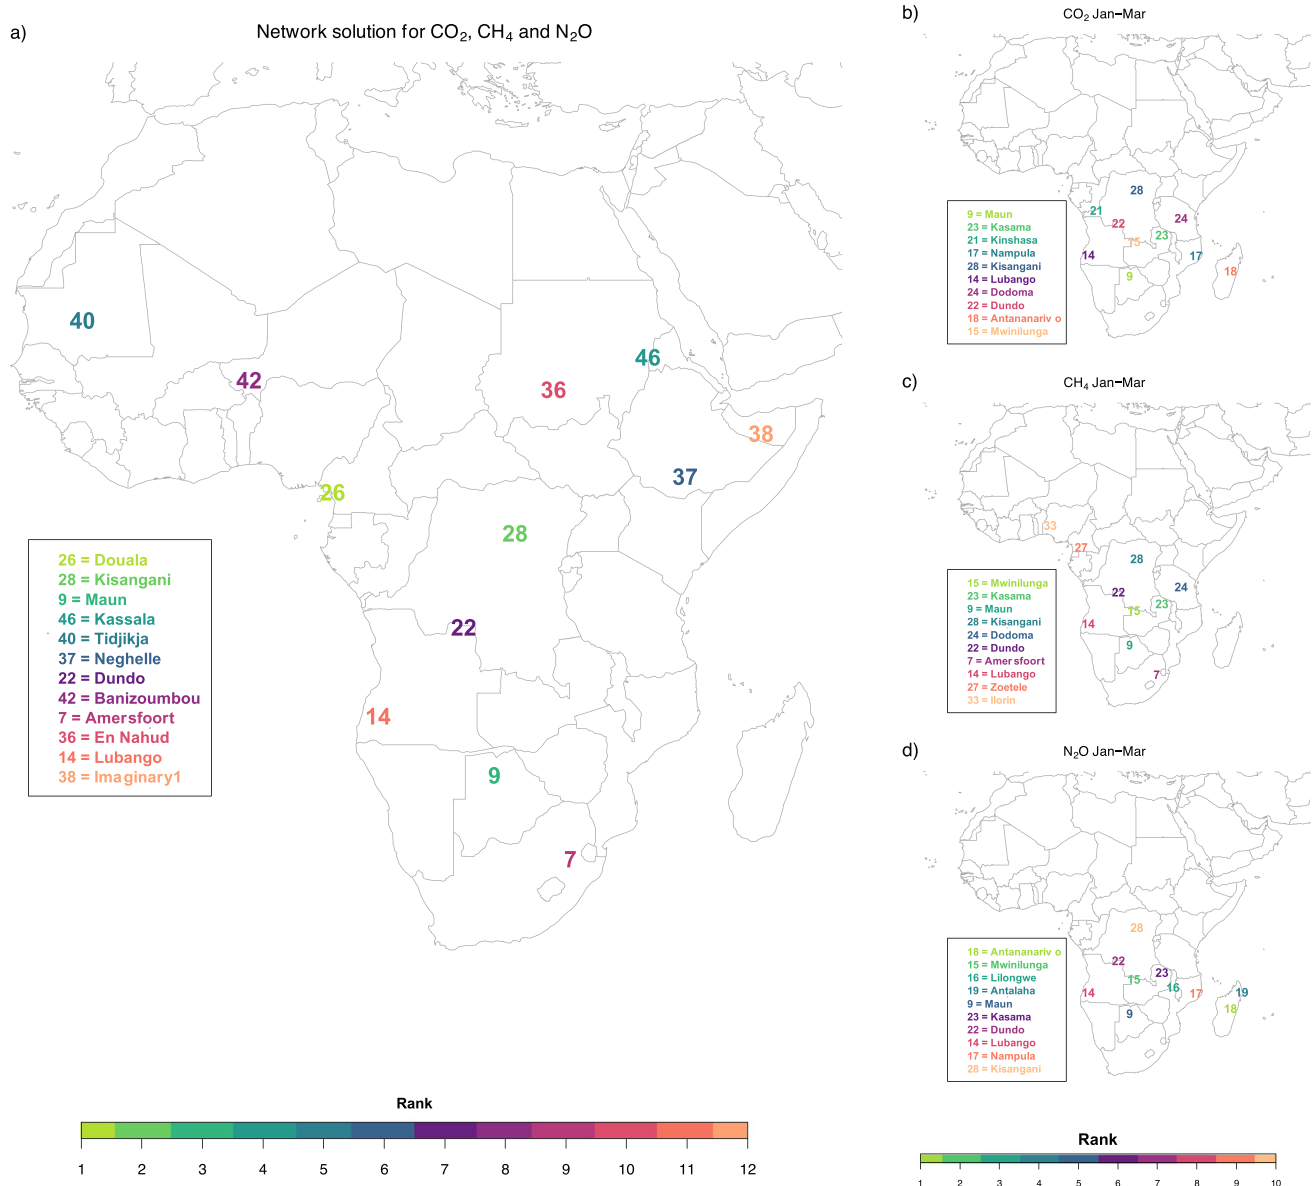 a)
Network solution for CO₂, CH₄ and N₂O
40
42
46
36
38
37
26
28
22
14
9
7
26 = Douala
28 = Kisangani
9 = Maun
46 = Kassala
40 = Tidjikja
37 = Neghelle
22 = Dundo
42 = Banizoumbou
7 = Amersfoort
36 = En Nahud
14 = Lubango
38 = Imaginary1
Rank
1 2 3 4 5 6 7 8 9 10 11 12
b)
CO₂ Jan−Mar
28
21
24
22
23
15
14
17
9
18
9 = Maun
23 = Kasama
21 = Kinshasa
17 = Nampula
28 = Kisangani
14 = Lubango
24 = Dodoma
22 = Dundo
18 = Antananariv o
15 = Mwinilunga
c)
CH₄ Jan−Mar
33
27
28
24
22
23
15
14
9
7
15 = Mwinilunga
23 = Kasama
9 = Maun
28 = Kisangani
24 = Dodoma
22 = Dundo
7 = Amersfoort
14 = Lubango
27 = Zoetele
33 = Ilorin
d)
N₂O Jan−Mar
28
22
23
15
16
14
17
19
18
9
18 = Antananariv o
15 = Mwinilunga
16 = Lilongwe
19 = Antalaha
9 = Maun
23 = Kasama
22 = Dundo
14 = Lubango
17 = Nampula
28 = Kisangani
Rank
1 2 3 4 5 6 7 8 9 10